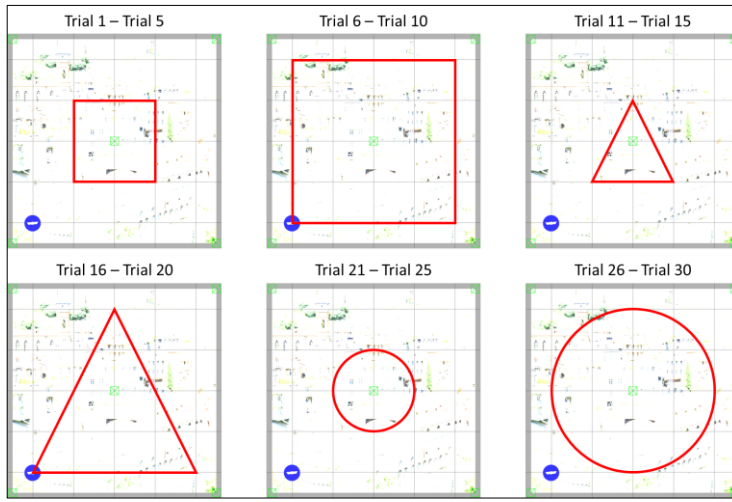 Trial 1 – Trial 5
Trial 6 – Trial 10
Trial 11 – Trial 15
Trial 16 – Trial 20
Trial 21 – Trial 25
Trial 26 – Trial 30